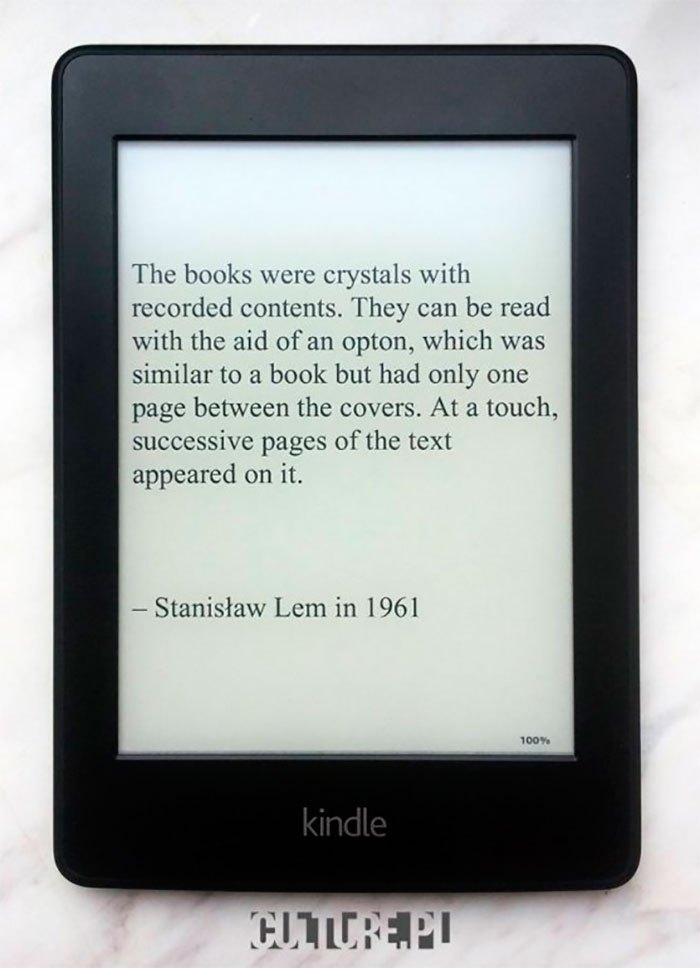 The books were crystals with
recorded contents. They can be read
with the aid of an opton, which was
similar to a book but had only one
page between the covers. At a touch,
successive pages of the text
appeared on it.
– Stanisław Lem in 1961
100%
kindle
CULTURE.PL